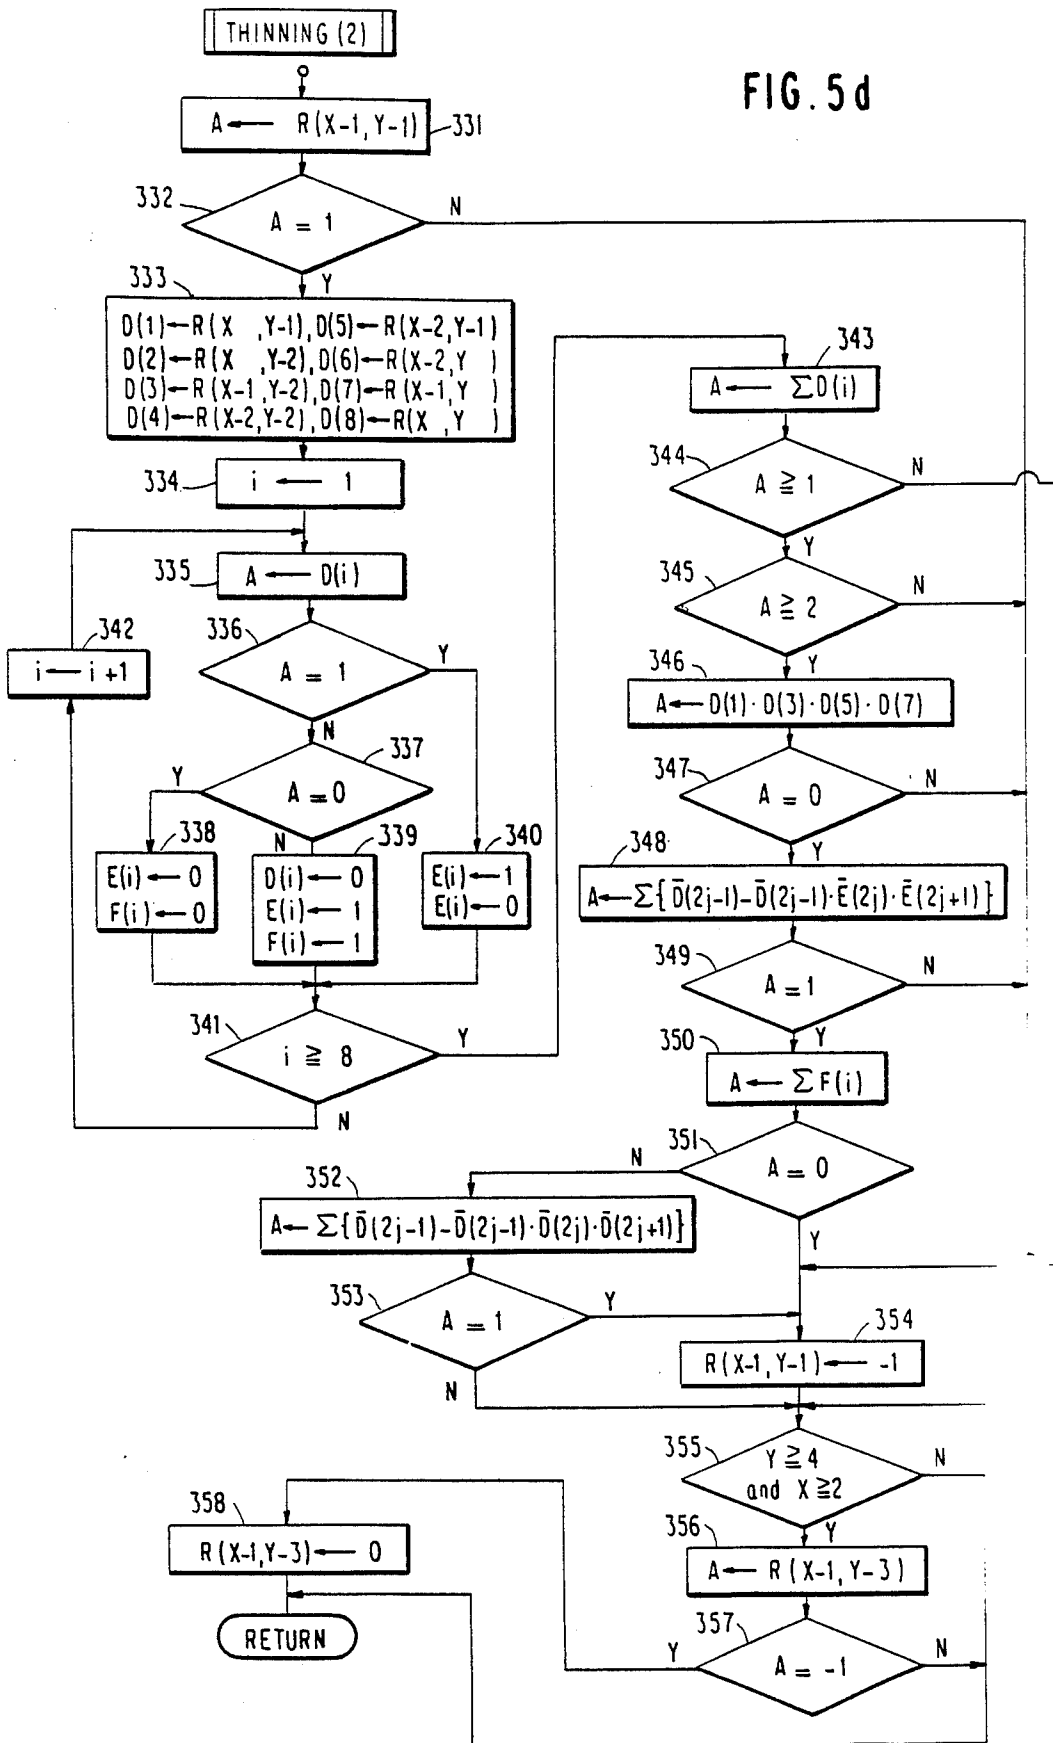 THINNING (2)
FIG. 5d
A ← R(X-1, Y-1)
331
332
A = 1
N
Y
333
D(1)←R(X ,Y-1), D(5)←R(X-2,Y-1)
D(2)←R(X ,Y-2), D(6)←R(X-2,Y )
D(3)←R(X-1,Y-2), D(7)←R(X-1,Y )
D(4)←R(X-2,Y-2), D(8)←R(X ,Y )
334
i ← 1
335
A ← D(i)
336
A = 1
Y
N
342
i ← i +1
337
A = 0
Y
N
338
E(i) ← 0
F(i) ← 0
339
D(i) ← 0
E(i) ← 1
F(i) ← 1
340
E(i) ← 1
E(i) ← 0
341
i ≧ 8
Y
N
343
A ← ΣD(i)
344
A ≧ 1
N
Y
345
A ≧ 2
N
Y
346
A ← D(1)·D(3)·D(5)·D(7)
347
A = 0
N
Y
348
A←Σ{D̄(2j-1)-D̄(2j-1)·Ē(2j)·Ē(2j+1)}
349
A = 1
N
Y
350
A ← ΣF(i)
351
A = 0
N
Y
352
A← Σ{D̄(2j-1)-D̄(2j-1)·D̄(2j)·D̄(2j+1)}
353
A = 1
Y
N
354
R(X-1, Y-1) ← -1
355
Y ≧ 4
and X ≧ 2
N
Y
356
A ← R(X-1, Y-3)
357
A = -1
Y
N
358
R(X-1,Y-3) ← 0
RETURN